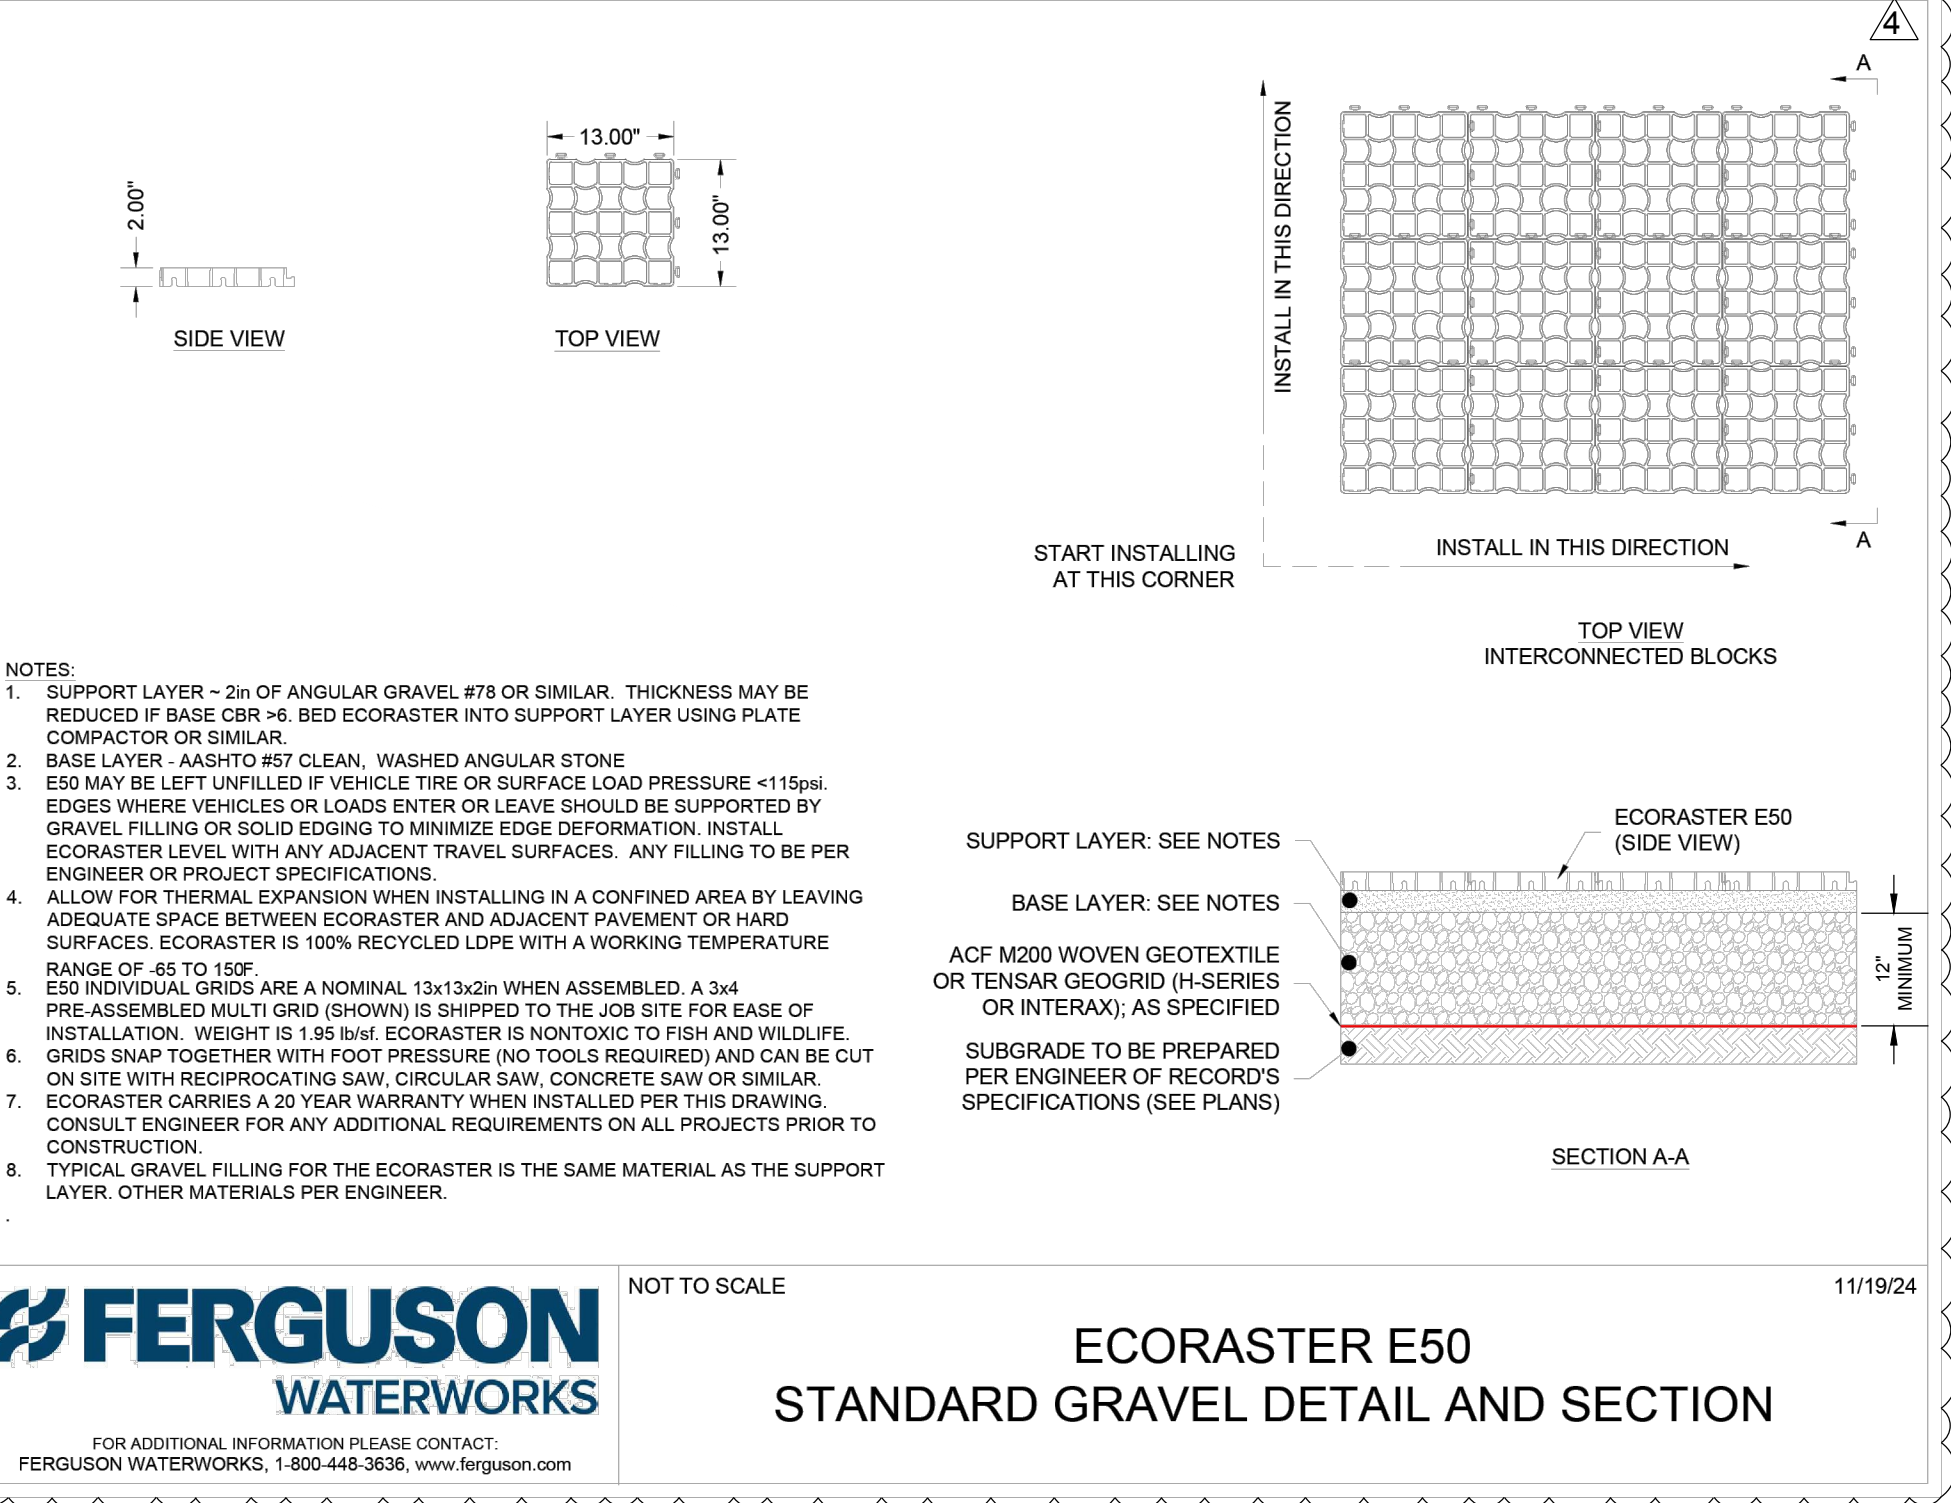 4
A
13.00"
2.00"
13.00"
SIDE VIEW
TOP VIEW
INSTALL IN THIS DIRECTION
INSTALL IN THIS DIRECTION
START INSTALLING
AT THIS CORNER
INSTALL IN THIS DIRECTION
A
TOP VIEW
INTERCONNECTED BLOCKS
NOTES:
1. SUPPORT LAYER ~ 2in OF ANGULAR GRAVEL #78 OR SIMILAR. THICKNESS MAY BE
REDUCED IF BASE CBR >6. BED ECORASTER INTO SUPPORT LAYER USING PLATE
COMPACTOR OR SIMILAR.
2. BASE LAYER - AASHTO #57 CLEAN, WASHED ANGULAR STONE
3. E50 MAY BE LEFT UNFILLED IF VEHICLE TIRE OR SURFACE LOAD PRESSURE <115psi.
EDGES WHERE VEHICLES OR LOADS ENTER OR LEAVE SHOULD BE SUPPORTED BY
GRAVEL FILLING OR SOLID EDGING TO MINIMIZE EDGE DEFORMATION. INSTALL
ECORASTER LEVEL WITH ANY ADJACENT TRAVEL SURFACES. ANY FILLING TO BE PER
ENGINEER OR PROJECT SPECIFICATIONS.
4. ALLOW FOR THERMAL EXPANSION WHEN INSTALLING IN A CONFINED AREA BY LEAVING
ADEQUATE SPACE BETWEEN ECORASTER AND ADJACENT PAVEMENT OR HARD
SURFACES. ECORASTER IS 100% RECYCLED LDPE WITH A WORKING TEMPERATURE
RANGE OF -65 TO 150F.
5. E50 INDIVIDUAL GRIDS ARE A NOMINAL 13x13x2in WHEN ASSEMBLED. A 3x4
PRE-ASSEMBLED MULTI GRID (SHOWN) IS SHIPPED TO THE JOB SITE FOR EASE OF
INSTALLATION. WEIGHT IS 1.95 lb/sf. ECORASTER IS NONTOXIC TO FISH AND WILDLIFE.
6. GRIDS SNAP TOGETHER WITH FOOT PRESSURE (NO TOOLS REQUIRED) AND CAN BE CUT
ON SITE WITH RECIPROCATING SAW, CIRCULAR SAW, CONCRETE SAW OR SIMILAR.
7. ECORASTER CARRIES A 20 YEAR WARRANTY WHEN INSTALLED PER THIS DRAWING.
CONSULT ENGINEER FOR ANY ADDITIONAL REQUIREMENTS ON ALL PROJECTS PRIOR TO
CONSTRUCTION.
8. TYPICAL GRAVEL FILLING FOR THE ECORASTER IS THE SAME MATERIAL AS THE SUPPORT
LAYER. OTHER MATERIALS PER ENGINEER.
.
ECORASTER E50
(SIDE VIEW)
SUPPORT LAYER: SEE NOTES
BASE LAYER: SEE NOTES
ACF M200 WOVEN GEOTEXTILE
OR TENSAR GEOGRID (H-SERIES
OR INTERAX); AS SPECIFIED
SUBGRADE TO BE PREPARED
PER ENGINEER OF RECORD'S
SPECIFICATIONS (SEE PLANS)
12"
MINIMUM
SECTION A-A
FERGUSON
WATERWORKS
FOR ADDITIONAL INFORMATION PLEASE CONTACT:
FERGUSON WATERWORKS, 1-800-448-3636, www.ferguson.com
NOT TO SCALE
11/19/24
ECORASTER E50
STANDARD GRAVEL DETAIL AND SECTION